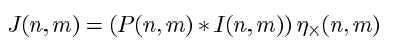 J(n, m) = (P(n, m) * I(n, m)) η×(n, m)